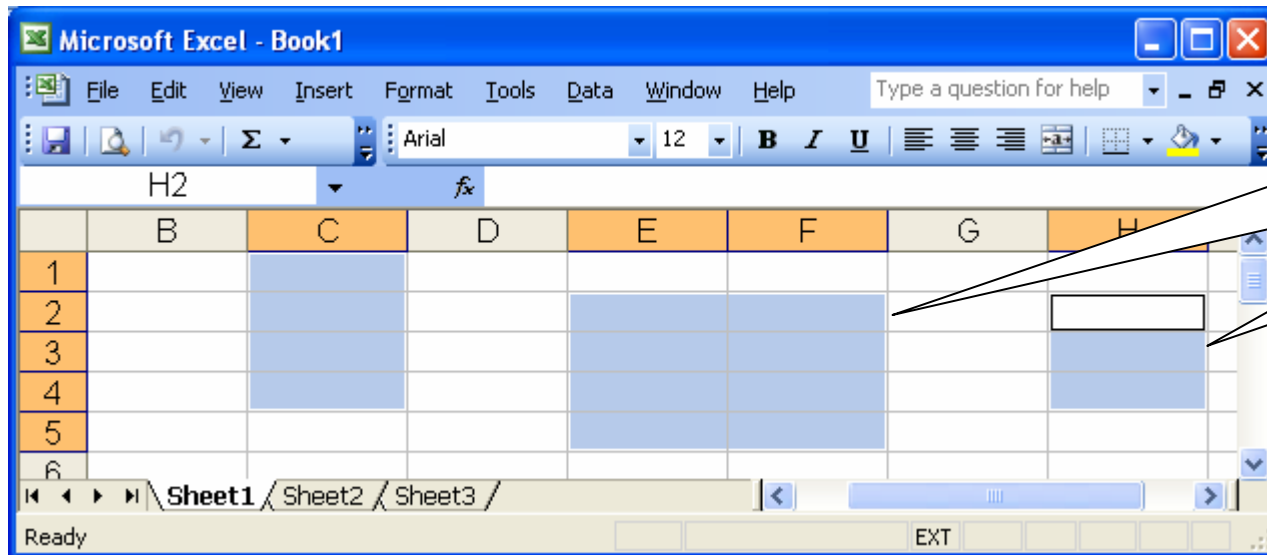 Microsoft Excel - Book1
File Edit View Insert Format Tools Data Window Help Type a question for help
Σ Arial 12 B I U
H2 fx
B C D E F G H
1
2
3
4
5
6
Sheet1 Sheet2 Sheet3
Ready EXT